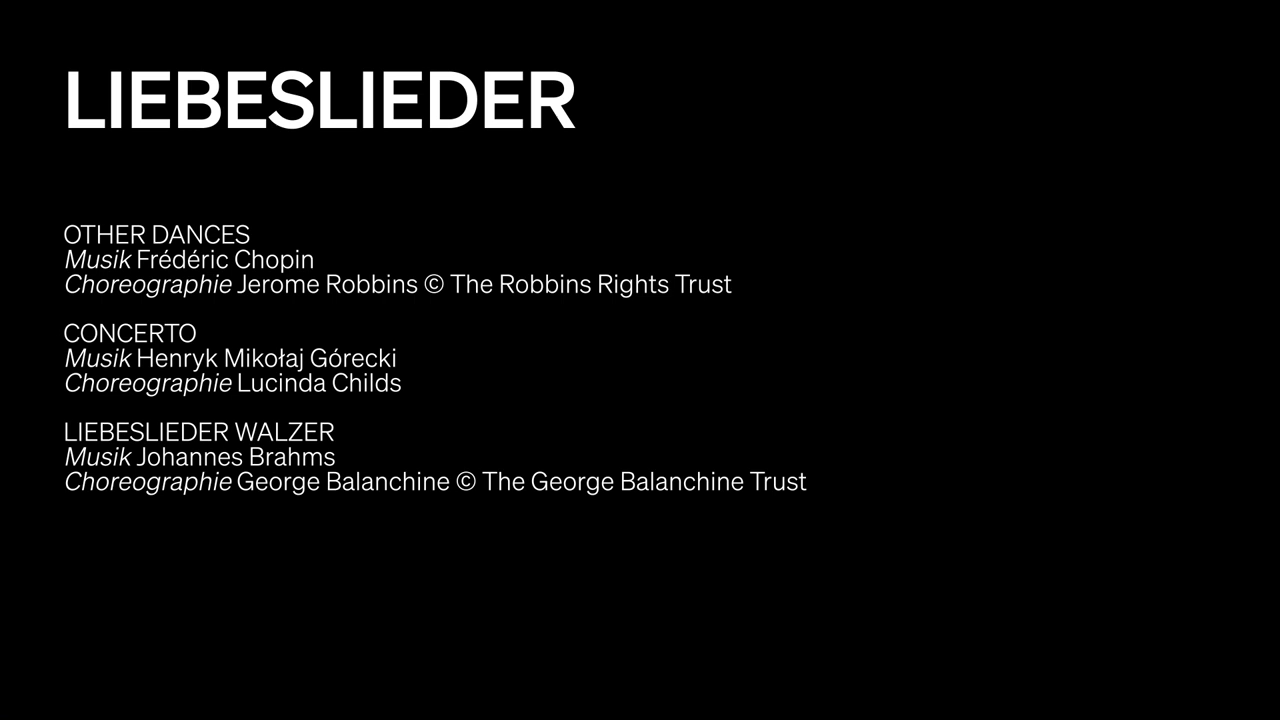 LIEBESLIEDER
OTHER DANCES
Musik Frédéric Chopin
Choreographie Jerome Robbins © The Robbins Rights Trust
CONCERTO
Musik Henryk Mikołaj Górecki
Choreographie Lucinda Childs
LIEBESLIEDER WALZER
Musik Johannes Brahms
Choreographie George Balanchine © The George Balanchine Trust